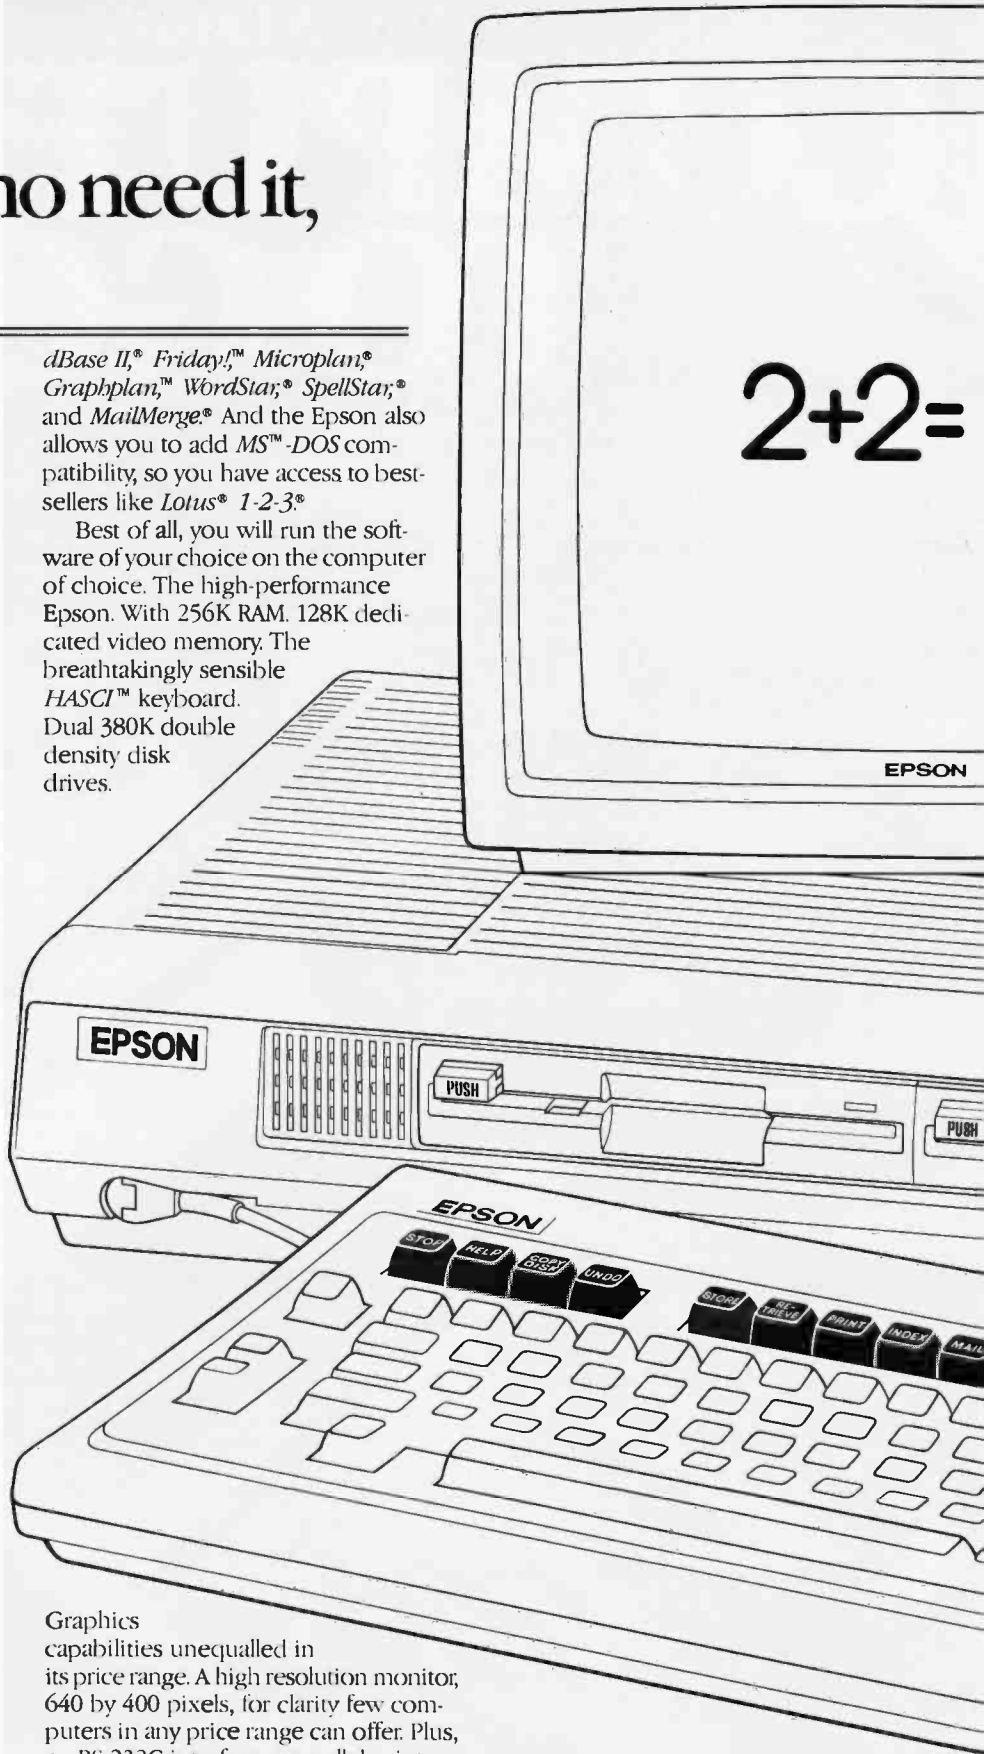 need it,
dBase II,® Friday!,™ Microplan,®
Graphplan,™ WordStar,® SpellStar,®
and MailMerge.® And the Epson also
allows you to add MS™-DOS com-
patibility, so you have access to best-
sellers like Lotus® 1-2-3.®
Best of all, you will run the soft-
ware of your choice on the computer
of choice. The high-performance
Epson. With 256K RAM. 128K dedi-
cated video memory. The
breathtakingly sensible
HASCI™ keyboard.
Dual 380K double
density disk
drives.
2+2=
EPSON
EPSON
PUSH
PUSH
EPSON
STOP
HELP
COPY
DISK
UNDO
STORE
RE-
TRIEVE
PRINT
INDEX
MAIL
Graphics
capabilities unequalled in
its price range. A high resolution monitor,
640 by 400 pixels, for clarity few com-
puters in any price range can offer. Plus,